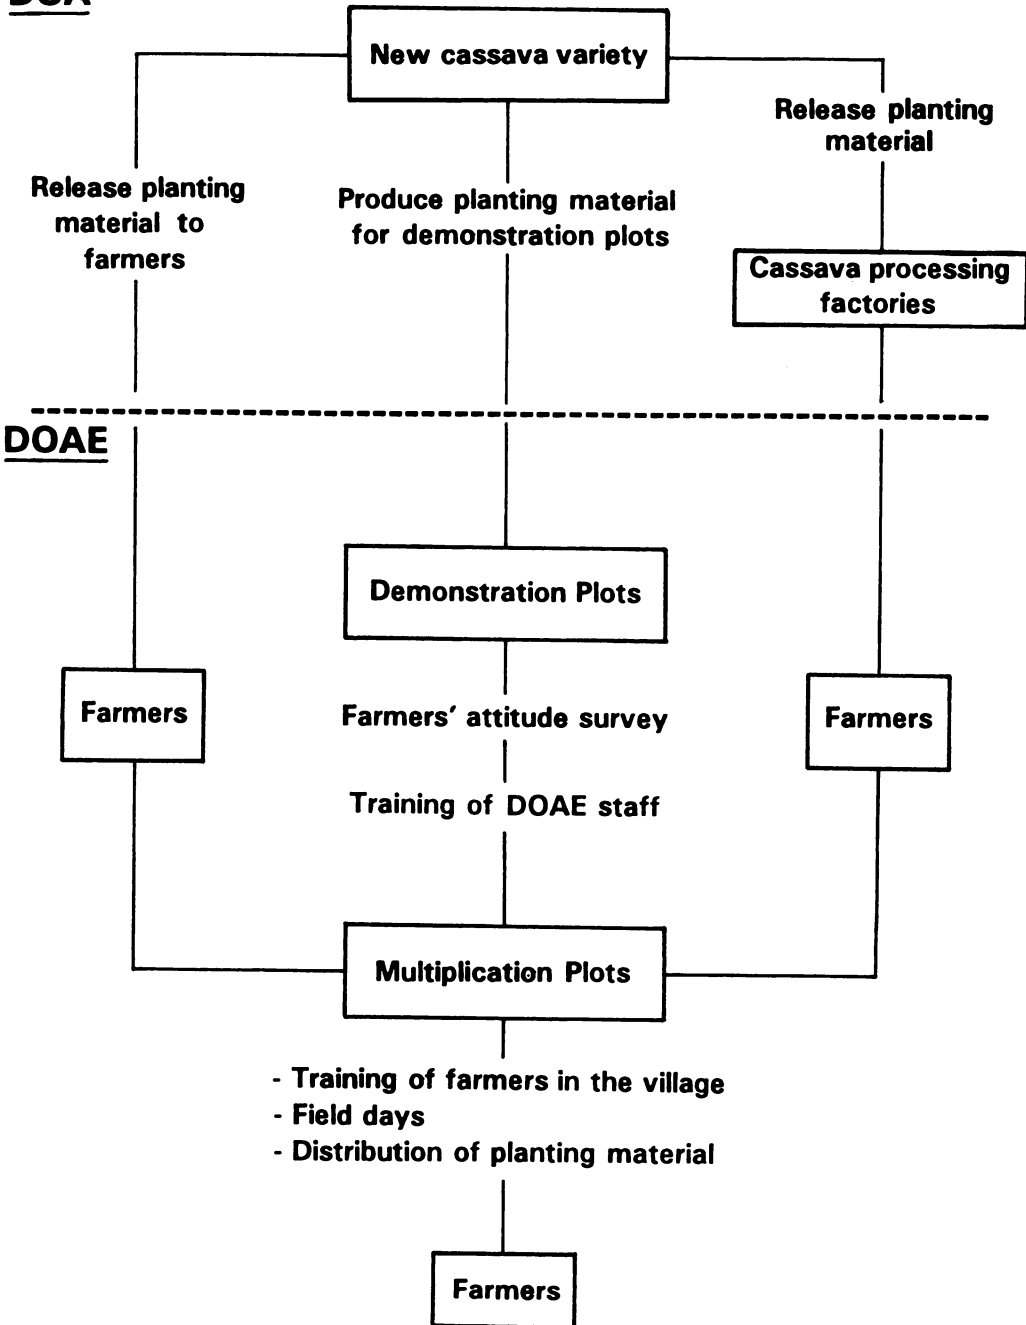 New cassava variety
Release planting
material
Release planting
material to
farmers
Produce planting material
for demonstration plots
Cassava processing
factories
DOAE
Demonstration Plots
Farmers
Farmers' attitude survey
Farmers
Training of DOAE staff
Multiplication Plots
- Training of farmers in the village
- Field days
- Distribution of planting material
Farmers